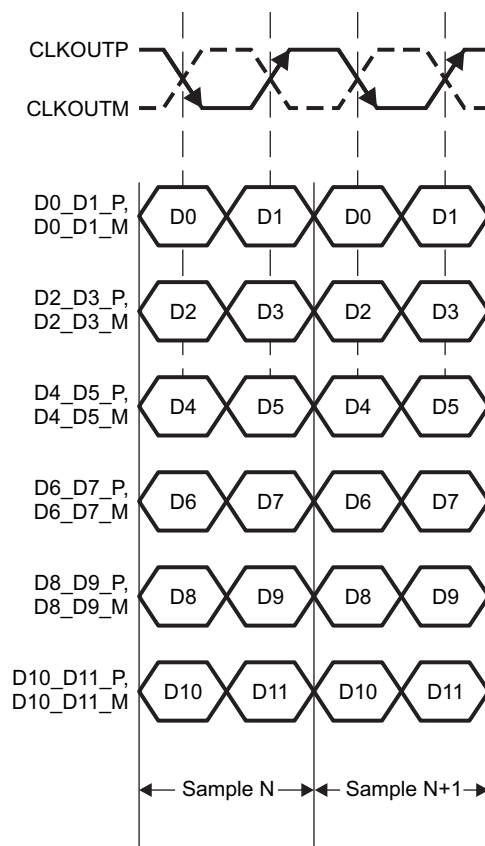 CLKOUTP
CLKOUTM
D0_D1_P,
D0_D1_M
D0 D1 D0 D1
D2_D3_P,
D2_D3_M
D2 D3 D2 D3
D4_D5_P,
D4_D5_M
D4 D5 D4 D5
D6_D7_P,
D6_D7_M
D6 D7 D6 D7
D8_D9_P,
D8_D9_M
D8 D9 D8 D9
D10_D11_P,
D10_D11_M
D10 D11 D10 D11
Sample N Sample N+1